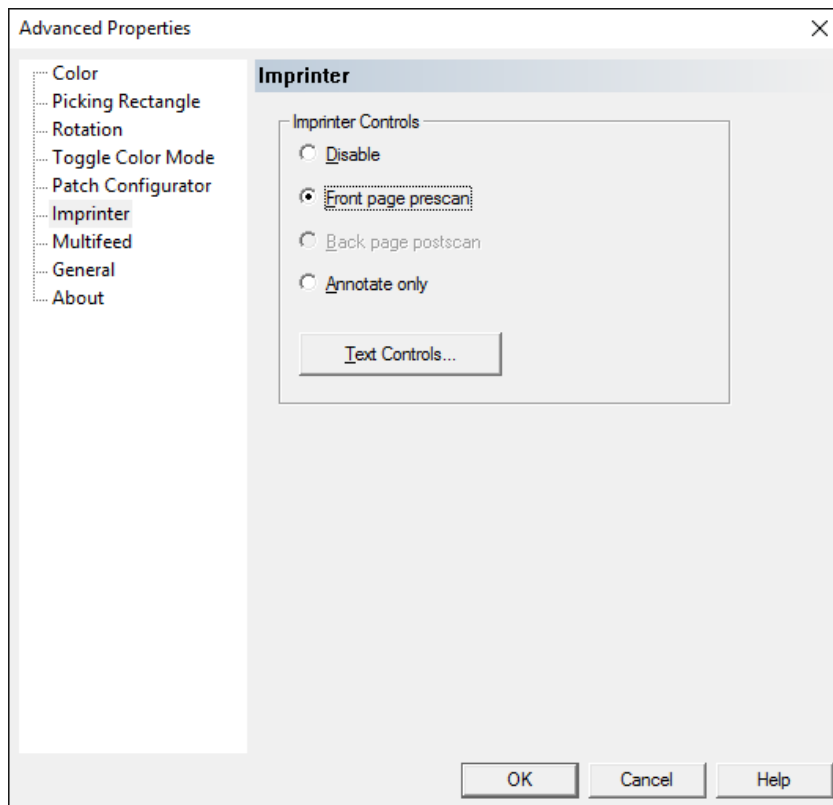 Advanced Properties
Color
Picking Rectangle
Rotation
Toggle Color Mode
Patch Configurator
Imprinter
Multifeed
General
About
Imprinter
Imprinter Controls
Disable
Front page prescan
Back page postscan
Annotate only
Text Controls...
OK
Cancel
Help